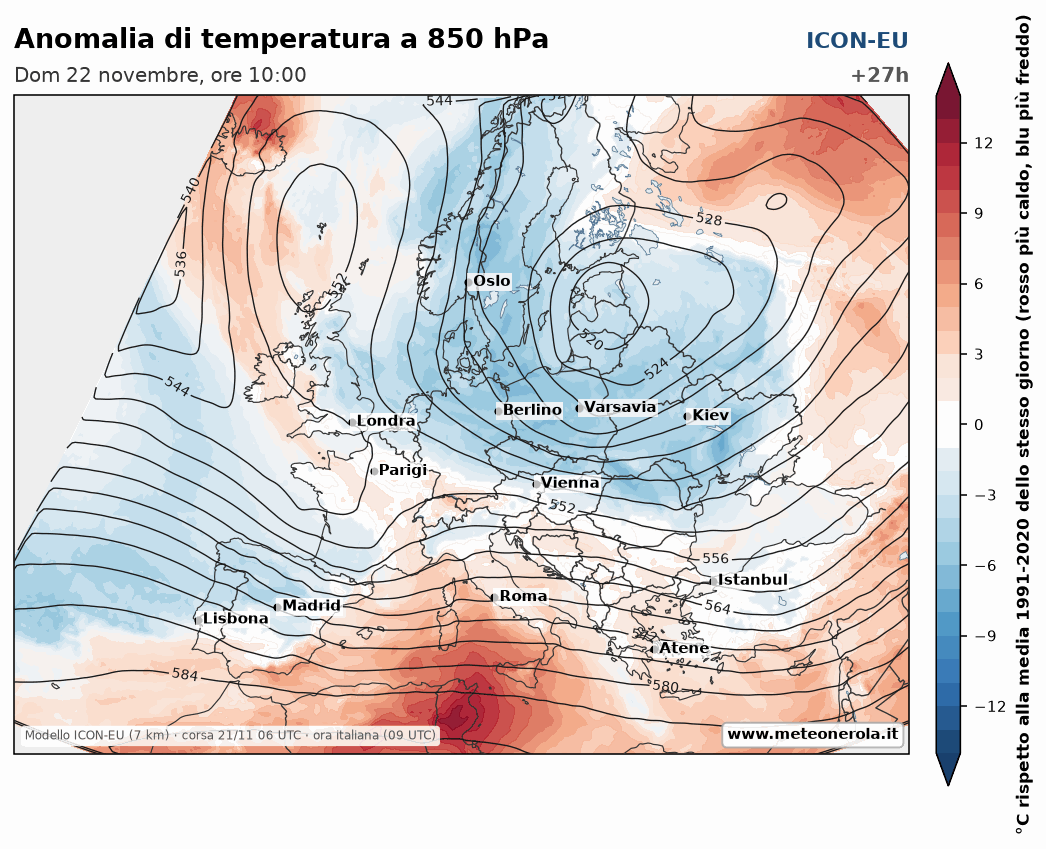 Anomalia di temperatura a 850 hPa
ICON-EU
Dom 22 novembre, ore 10:00
+27h
544
540
536
528
532
Oslo
520
524
544
Londra
Berlino
Varsavia
Kiev
Parigi
Vienna
552
556
Istanbul
Madrid
Roma
564
Lisbona
Atene
584
580
Modello ICON-EU (7 km) · corsa 21/11 06 UTC · ora italiana (09 UTC)
www.meteonerola.it
12
9
6
3
0
−3
−6
−9
−12
°C rispetto alla media 1991-2020 dello stesso giorno (rosso più caldo, blu più freddo)